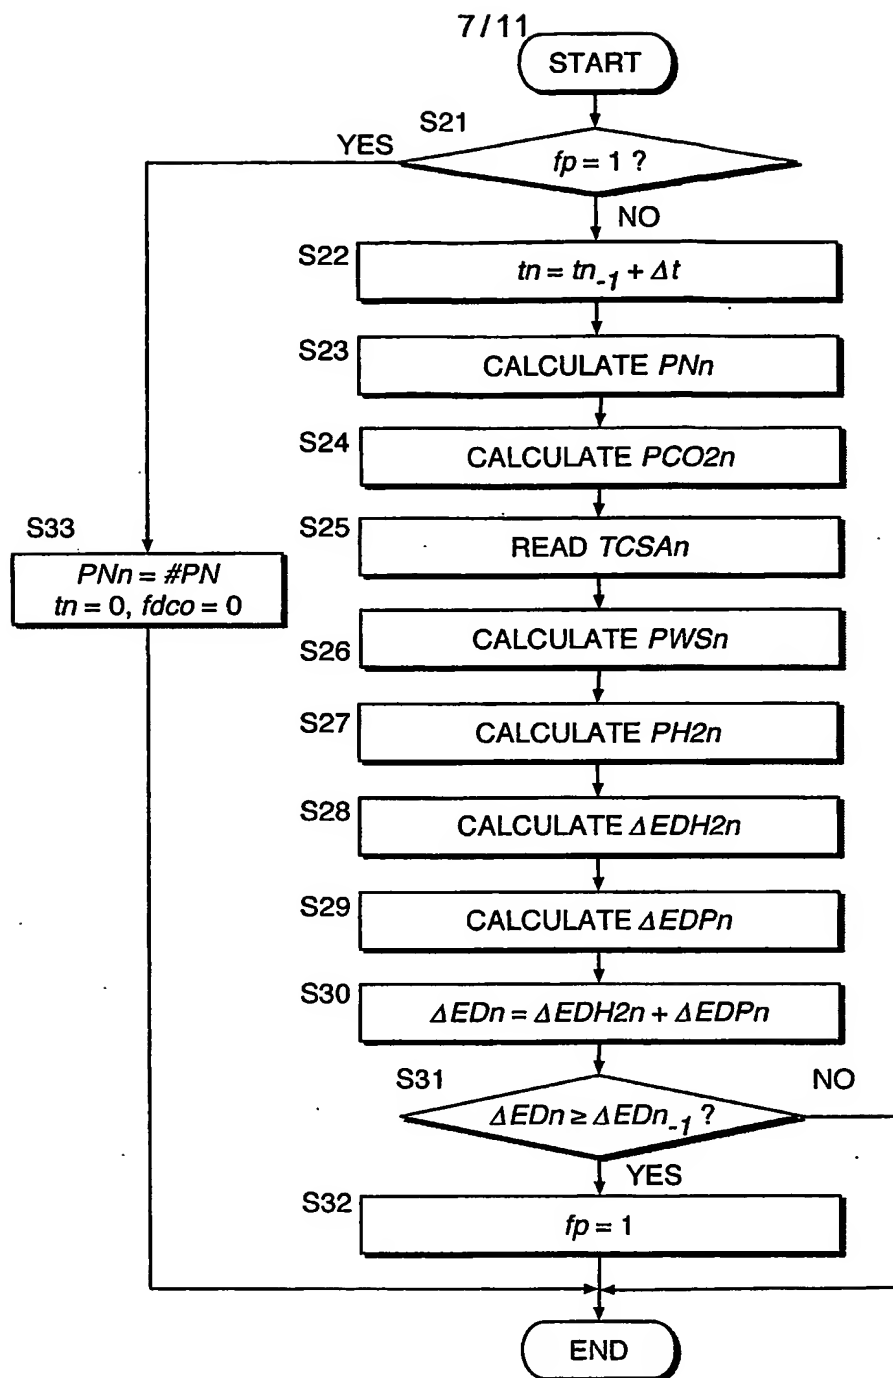 7/11
START
S21
YES
fp = 1 ?
NO
S22
tn = tn-1 + Δt
S23
CALCULATE PNn
S24
CALCULATE PCO2n
S25
READ TCSAn
S33
PNn = #PN
tn = 0, fdco = 0
S26
CALCULATE PWSn
S27
CALCULATE PH2n
S28
CALCULATE ΔEDH2n
S29
CALCULATE ΔEDPn
S30
ΔEDn = ΔEDH2n + ΔEDPn
S31
NO
ΔEDn ≥ ΔEDn-1 ?
YES
S32
fp = 1
END